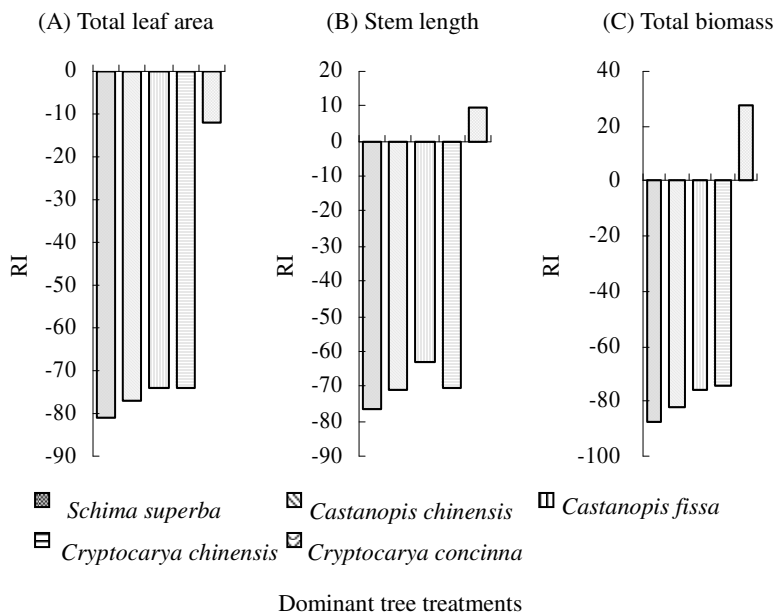 (A) Total leaf area
(B) Stem length
(C) Total biomass
RI
0
-10
-20
-30
-40
-50
-60
-70
-80
-90
RI
20
10
0
-10
-20
-30
-40
-50
-60
-70
-80
-90
RI
40
20
0
-20
-40
-60
-80
-100
Schima superba
Castanopis chinensis
Castanopis fissa
Cryptocarya chinensis
Cryptocarya concinna
Dominant tree treatments